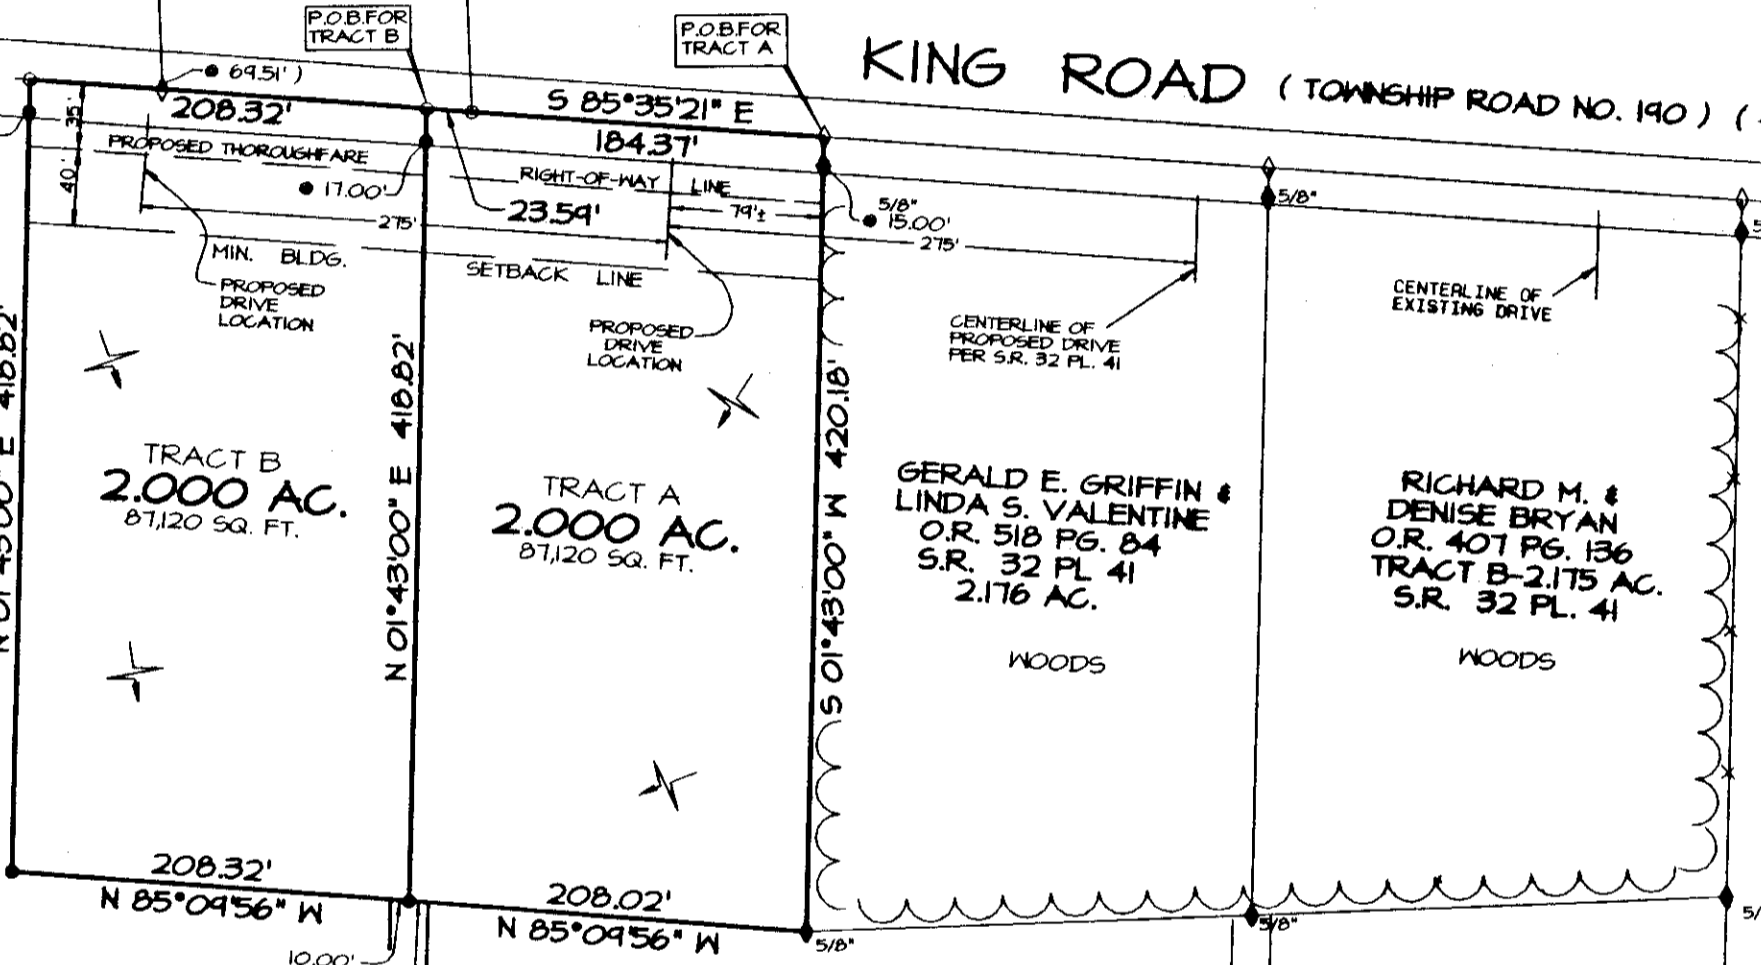 P.O.B.FOR
TRACT B
P.O.B.FOR
TRACT A
KING ROAD (TOWNSHIP ROAD NO. 190) (
69.51')
208.32'
S 85°35'21" E
184.37'
35'
40'
PROPOSED THOROUGHFARE
RIGHT-OF-WAY LINE
17.00'
23.59'
79'±
5/8"
15.00'
5/8"
275'
275'
MIN. BLDG.
SETBACK LINE
PROPOSED
DRIVE
LOCATION
PROPOSED
DRIVE
LOCATION
CENTERLINE OF
PROPOSED DRIVE
PER S.R. 32 PL. 41
CENTERLINE OF
EXISTING DRIVE
N 01°43'00" E 418.82'
N 01°43'00" E 418.82'
S 01°43'00" W 420.18'
TRACT B
2.000 AC.
87,120 SQ. FT.
TRACT A
2.000 AC.
87,120 SQ. FT.
GERALD E. GRIFFIN &
LINDA S. VALENTINE
O.R. 518 PG. 84
S.R. 32 PL 41
2.176 AC.
WOODS
RICHARD M. &
DENISE BRYAN
O.R. 407 PG. 136
TRACT B-2.175 AC.
S.R. 32 PL. 41
WOODS
208.32'
N 85°09'56" W
208.02'
N 85°09'56" W
10.00'
5/8"
5/8"
5/